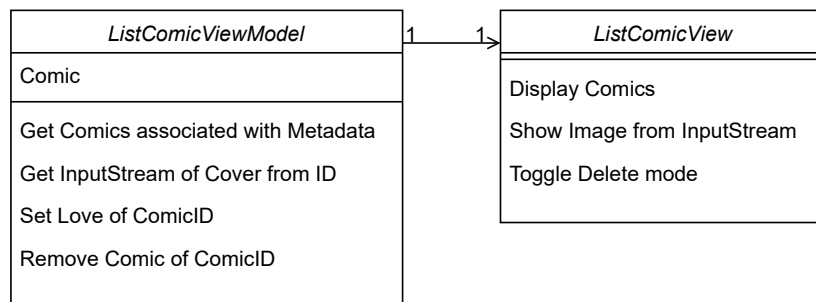 ListComicViewModel
1 1
ListComicView
Comic
Display Comics
Get Comics associated with Metadata
Show Image from InputStream
Get InputStream of Cover from ID
Toggle Delete mode
Set Love of ComicID
Remove Comic of ComicID